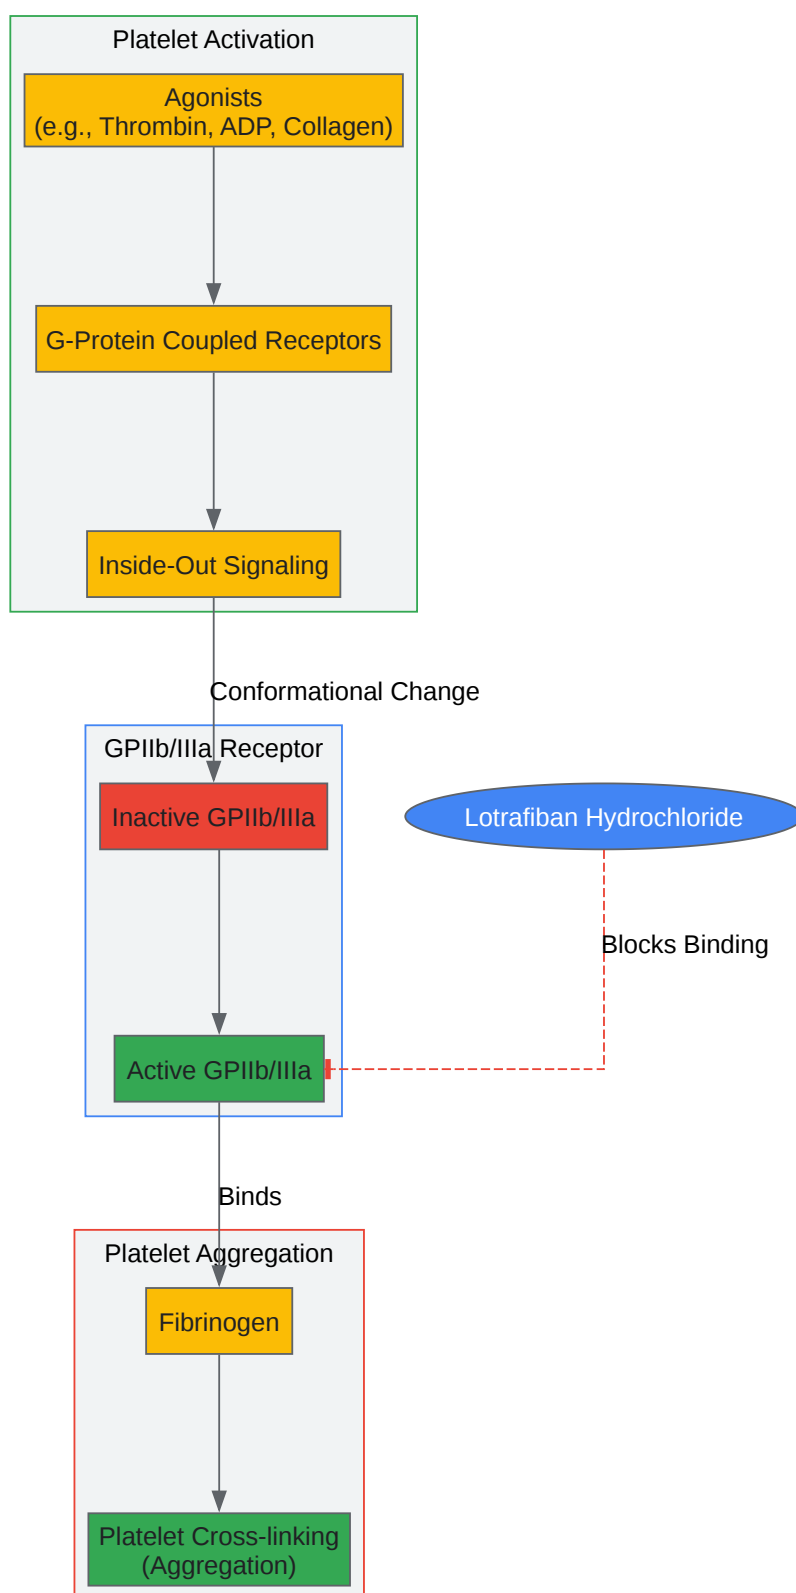 Platelet Activation
Agonists
(e.g., Thrombin, ADP, Collagen)
G-Protein Coupled Receptors
Inside-Out Signaling
Conformational Change
GPIIb/IIIa Receptor
Inactive GPIIb/IIIa
Lotrafiban Hydrochloride
Blocks Binding
Active GPIIb/IIIa
Binds
Platelet Aggregation
Fibrinogen
Platelet Cross-linking
(Aggregation)